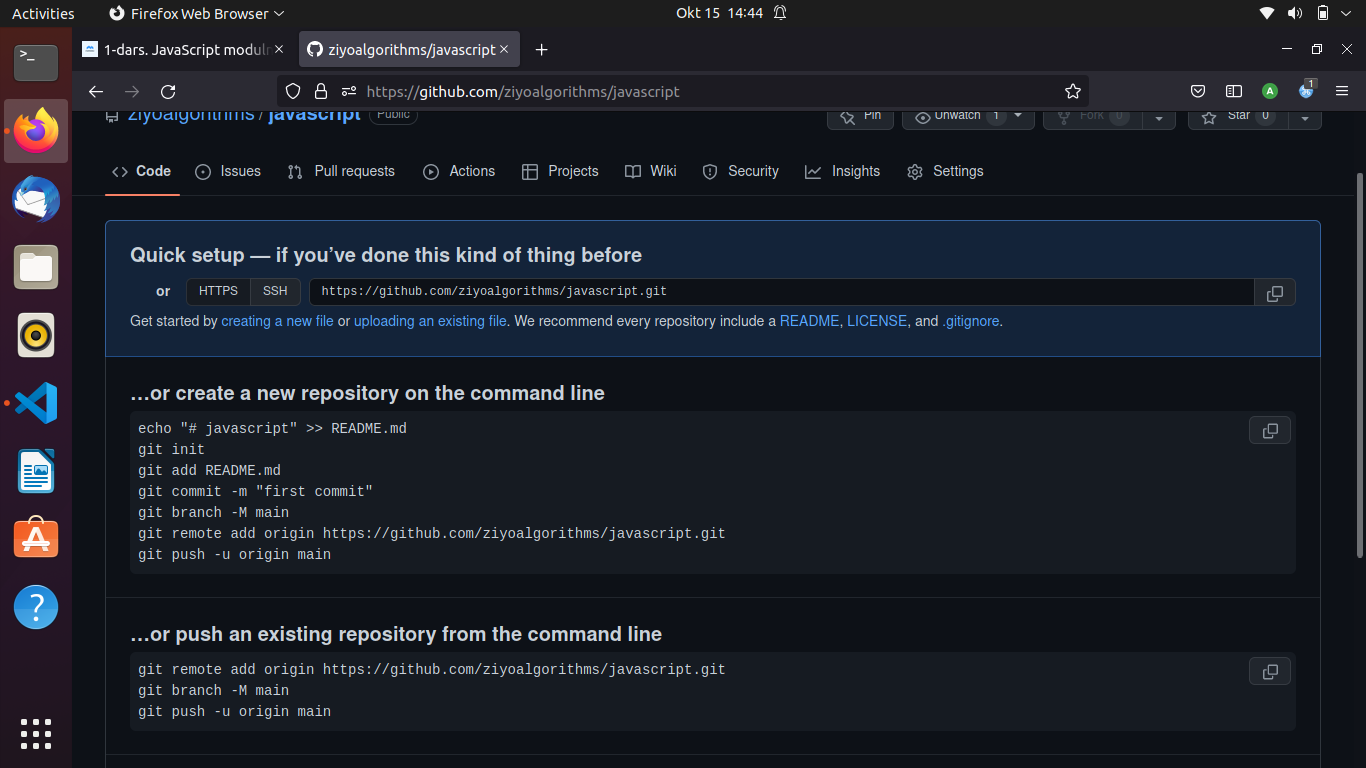 Activities Firefox Web Browser Okt 15 14:44
1-dars. JavaScript moduln ziyoalgorithms/javascript
https://github.com/ziyoalgorithms/javascript A 1
ziyoalgorithms / javascript Public Pin Unwatch 1 Fork 0 Star 0
Code Issues Pull requests Actions Projects Wiki Security Insights Settings
Quick setup — if you've done this kind of thing before
or HTTPS SSH https://github.com/ziyoalgorithms/javascript.git
Get started by creating a new file or uploading an existing file. We recommend every repository include a README, LICENSE, and .gitignore.
…or create a new repository on the command line
echo "# javascript" >> README.md
git init
git add README.md
git commit -m "first commit"
git branch -M main
git remote add origin https://github.com/ziyoalgorithms/javascript.git
git push -u origin main
…or push an existing repository from the command line
git remote add origin https://github.com/ziyoalgorithms/javascript.git
git branch -M main
git push -u origin main